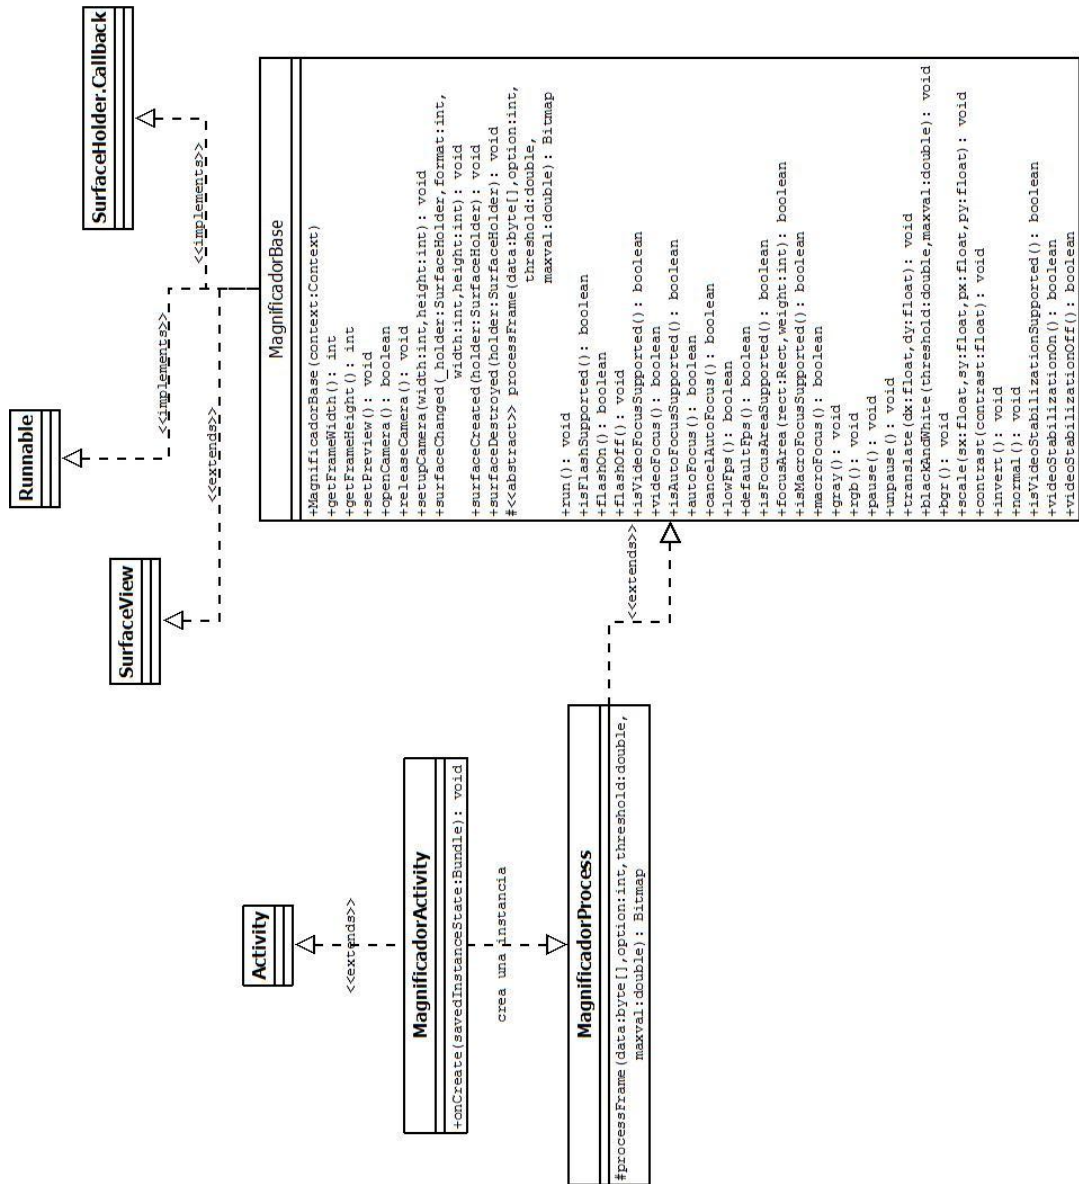 SurfaceHolder.Callback
<<implements>>
Runnable
<<implements>>
SurfaceView
<<extends>>
MagnificadorBase
+MagnificadorBase(context:Context)
+getFrameWidth(): int
+getFrameHeight(): int
+setPreview(): void
+openCamera(): boolean
+releaseCamera(): void
+setupCamera(width:int,height:int): void
+surfaceChanged(_holder:SurfaceHolder,format:int,
width:int,height:int): void
+surfaceCreated(holder:SurfaceHolder): void
+surfaceDestroyed(holder:SurfaceHolder): void
#<<abstract>> processFrame(data:byte[],option:int,
threshold:double,
maxval:double): Bitmap
+run(): void
+isFlashSupported(): boolean
+flashOn(): boolean
+flashOff(): void
+isVideoFocusSupported(): boolean
+videoFocus(): boolean
+isAutoFocusSupported(): boolean
+autoFocus(): boolean
+cancelAutoFocus(): boolean
+lowFps(): boolean
+defaultFps(): boolean
+isFocusAreaSupported(): boolean
+focusArea(rect:Rect,weight:int): boolean
+isMacroFocusSupported(): boolean
+macroFocus(): boolean
+gray(): void
+rgb(): void
+pause(): void
+unpause(): void
+translate(dx:float,dy:float): void
+blackAndWhite(threshold:double,maxval:double): void
+bgr(): void
+scale(sx:float,sy:float,px:float,py:float): void
+contrast(contrast:float): void
+invert(): void
+normal(): void
+isVideoStabilizationSupported(): boolean
+videoStabilizationOn(): boolean
+videoStabilizationOff(): boolean
<<extends>>
Activity
<<extends>>
MagnificadorActivity
+onCreate(savedInstanceState:Bundle): void
crea una instancia
MagnificadorProcess
#processFrame(data:byte[],option:int,threshold:double,
maxval:double): Bitmap